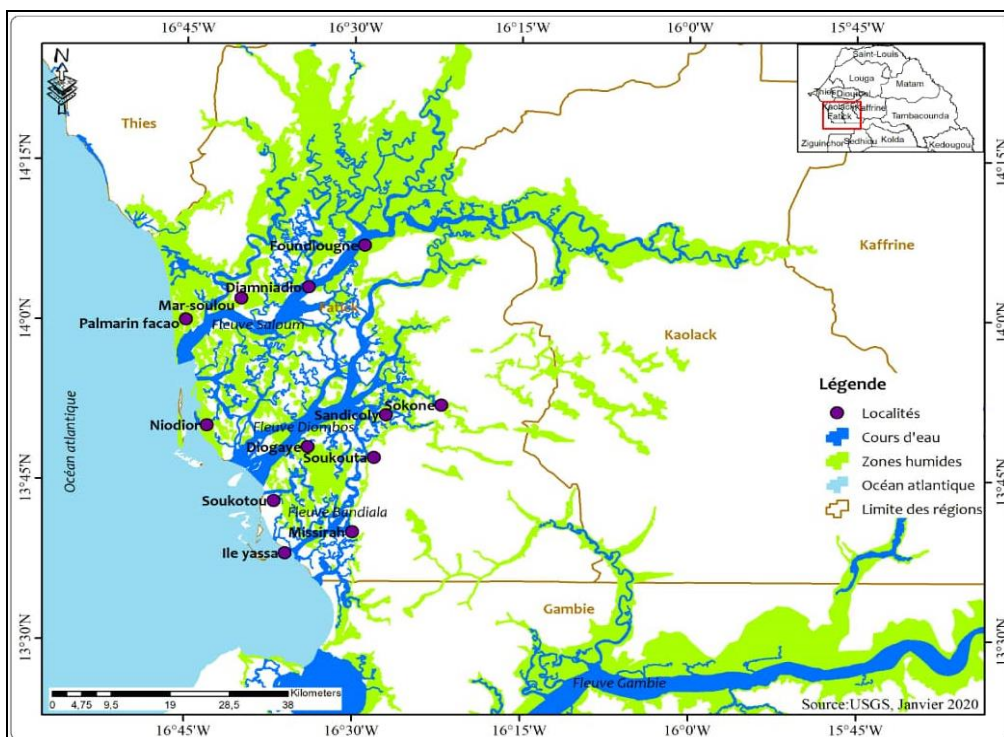 16°45'O 16°30'O 16°15'O 16°0'O 15°45'O
N
Saint-Louis
Louga
Matam
Thies Diourbel
Kaolack Kaffrine
Fatick
Tambacounda
Ziguinchor Sedhiou Kolda Kedougou
Thies
14°15'N 14°15'N
Foundiougne
Kaffrine
Diamniadio
Mar-soulou
Fatick
Palmarin facao
Fleuve Saloum
14°0'N 14°0'N
Kaolack
Océan atlantique
Légende
Localités
Cours d'eau
Zones humides
Océan atlantique
Limite des régions
Sokone
Sandicoly
Niodior
Fleuve Diombos
Diogaye
Soukouta
13°45'N 13°45'N
Soukotou
Fleuve Bandiala
Missirah
Ile yassa
Gambie
13°30'N 13°30'N
Fleuve Gambie
Kilometers
0 4,75 9,5 19 28,5 38
Source:USGS, Janvier 2020
16°45'O 16°30'O 16°15'O 16°0'O 15°45'O